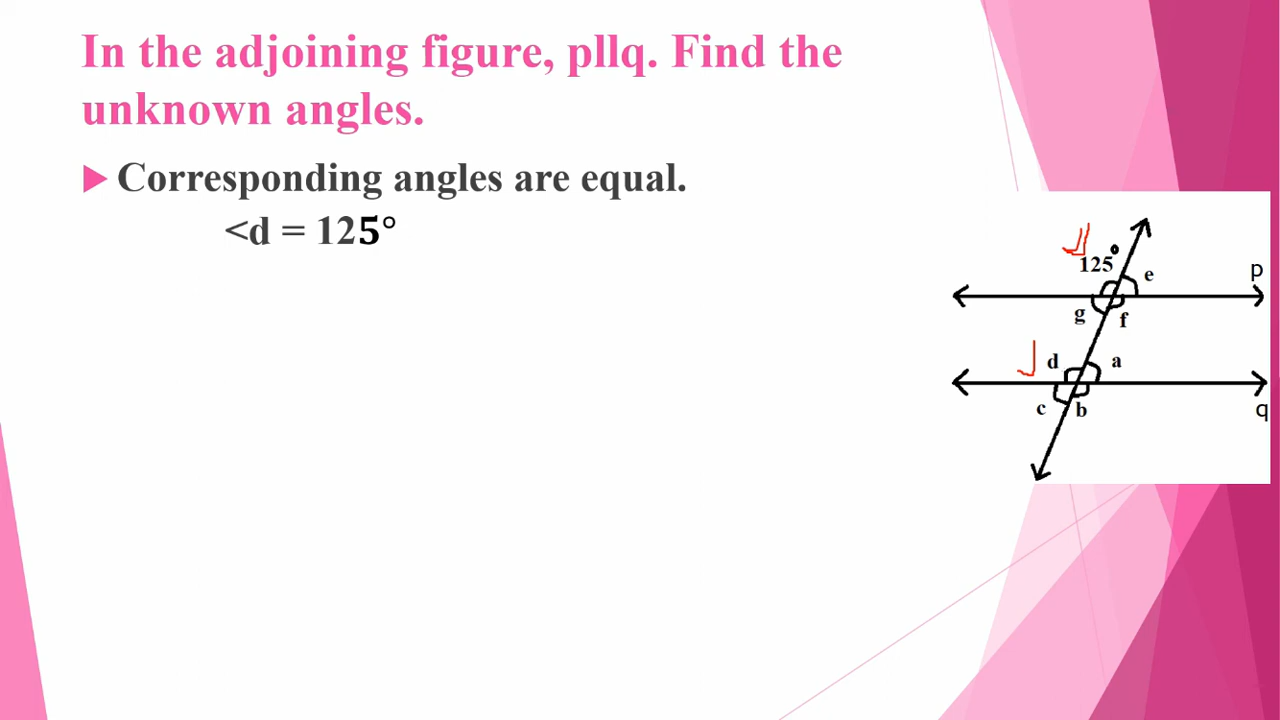 In the adjoining figure, pllq. Find the
unknown angles.
Corresponding angles are equal.
<d = 125°
125°
e
p
g
f
d
a
c
b
q